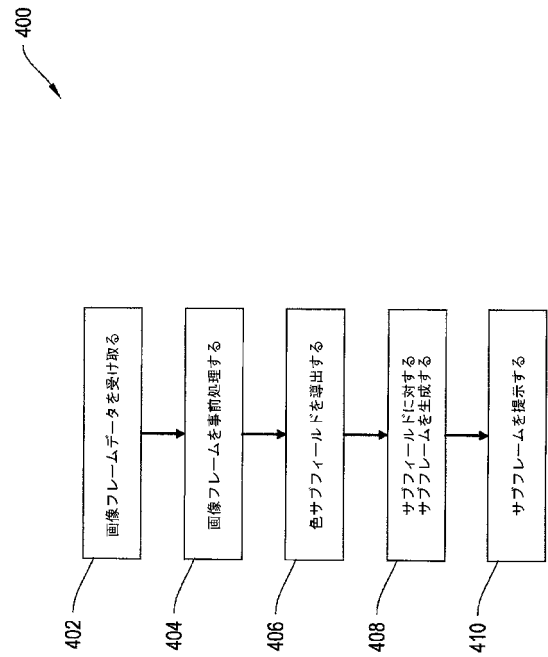 400
402
画像フレームデータを受け取る
404
画像フレームを事前処理する
406
色サブフィールドを導出する
408
サブフィールドに対する
サブフレームを生成する
410
サブフレームを提示する